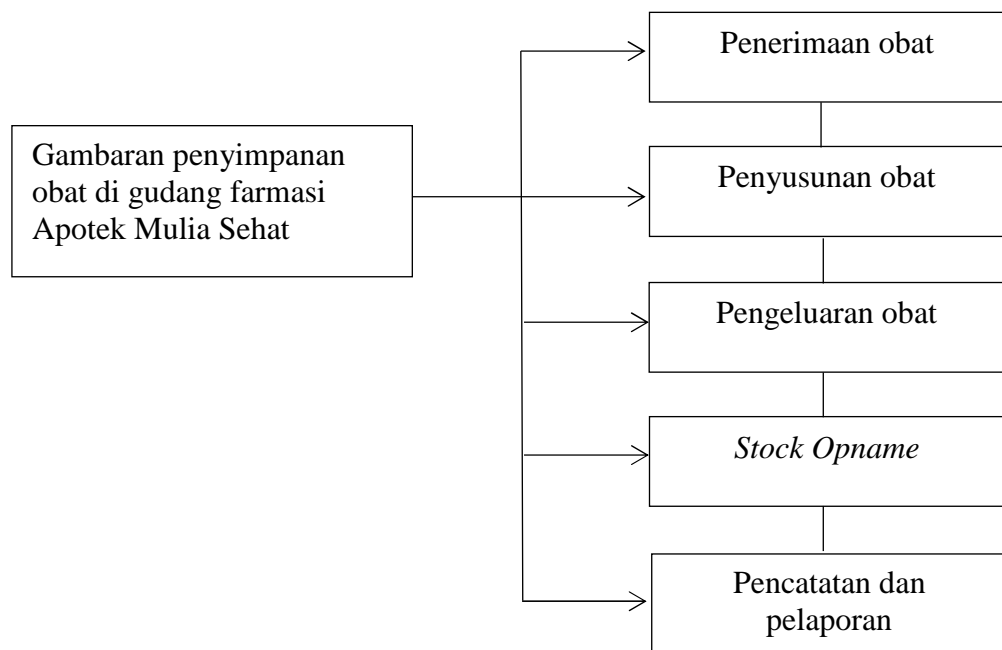 Gambaran penyimpanan
obat di gudang farmasi
Apotek Mulia Sehat
Penerimaan obat
Penyusunan obat
Pengeluaran obat
Stock Opname
Pencatatan dan
pelaporan